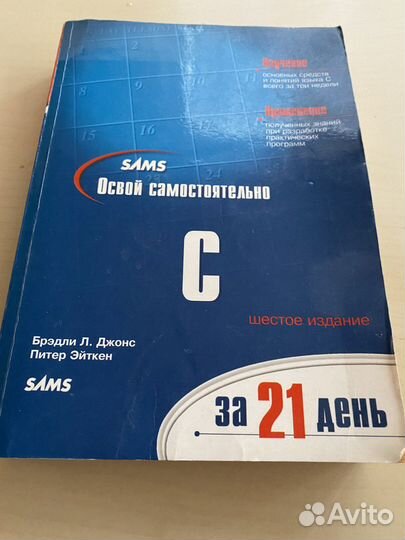 Изучение
основных средств
и понятий языка С
всего за три недели
Применение
полученных знаний
при разработке
практических
программ
SAMS
Освой самостоятельно
C
шестое издание
Брэдли Л. Джонс
Питер Эйткен
SAMS
за 21 день
Avito